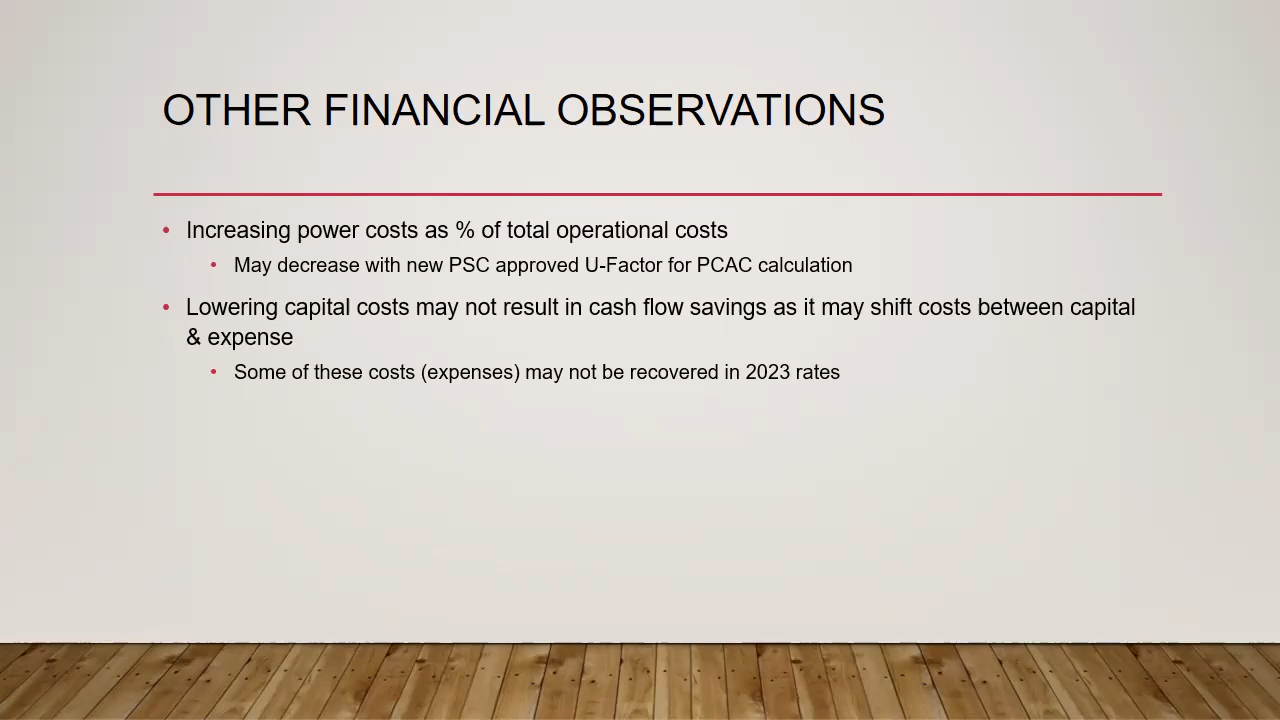 OTHER FINANCIAL OBSERVATIONS
• Increasing power costs as % of total operational costs
• May decrease with new PSC approved U-Factor for PCAC calculation
• Lowering capital costs may not result in cash flow savings as it may shift costs between capital
& expense
• Some of these costs (expenses) may not be recovered in 2023 rates